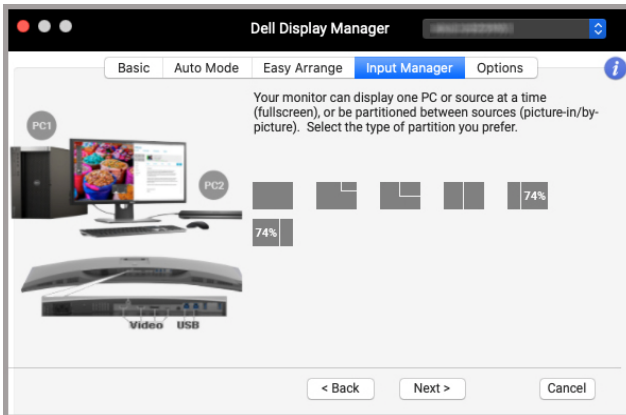 Dell Display Manager
Basic
Auto Mode
Easy Arrange
Input Manager
Options
i
Your monitor can display one PC or source at a time
(fullscreen), or be partitioned between sources (picture-in/by-
picture). Select the type of partition you prefer.
PC1
PC2
74%
74%
Video USB
< Back
Next >
Cancel